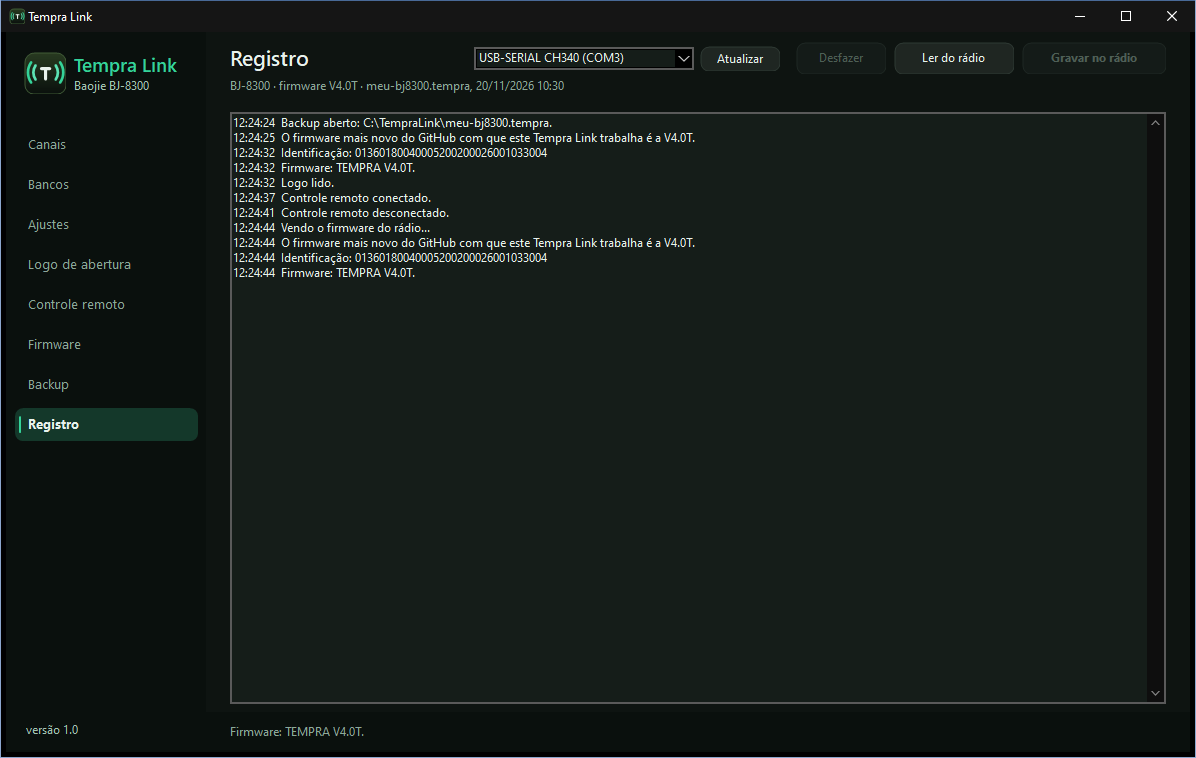 (T) Tempra Link
(T) Tempra Link
Baojie BJ-8300
Canais
Bancos
Ajustes
Logo de abertura
Controle remoto
Firmware
Backup
Registro
versão 1.0
Registro
USB-SERIAL CH340 (COM3)
Atualizar
Desfazer
Ler do rádio
Gravar no rádio
BJ-8300 · firmware V4.0T · meu-bj8300.tempra, 20/11/2026 10:30
12:24:24 Backup aberto: C:\TempraLink\meu-bj8300.tempra.
12:24:25 O firmware mais novo do GitHub com que este Tempra Link trabalha é a V4.0T.
12:24:32 Identificação: 01360180040005200200026001033004
12:24:32 Firmware: TEMPRA V4.0T.
12:24:32 Logo lido.
12:24:37 Controle remoto conectado.
12:24:41 Controle remoto desconectado.
12:24:44 Vendo o firmware do rádio...
12:24:44 O firmware mais novo do GitHub com que este Tempra Link trabalha é a V4.0T.
12:24:44 Identificação: 01360180040005200200026001033004
12:24:44 Firmware: TEMPRA V4.0T.
Firmware: TEMPRA V4.0T.